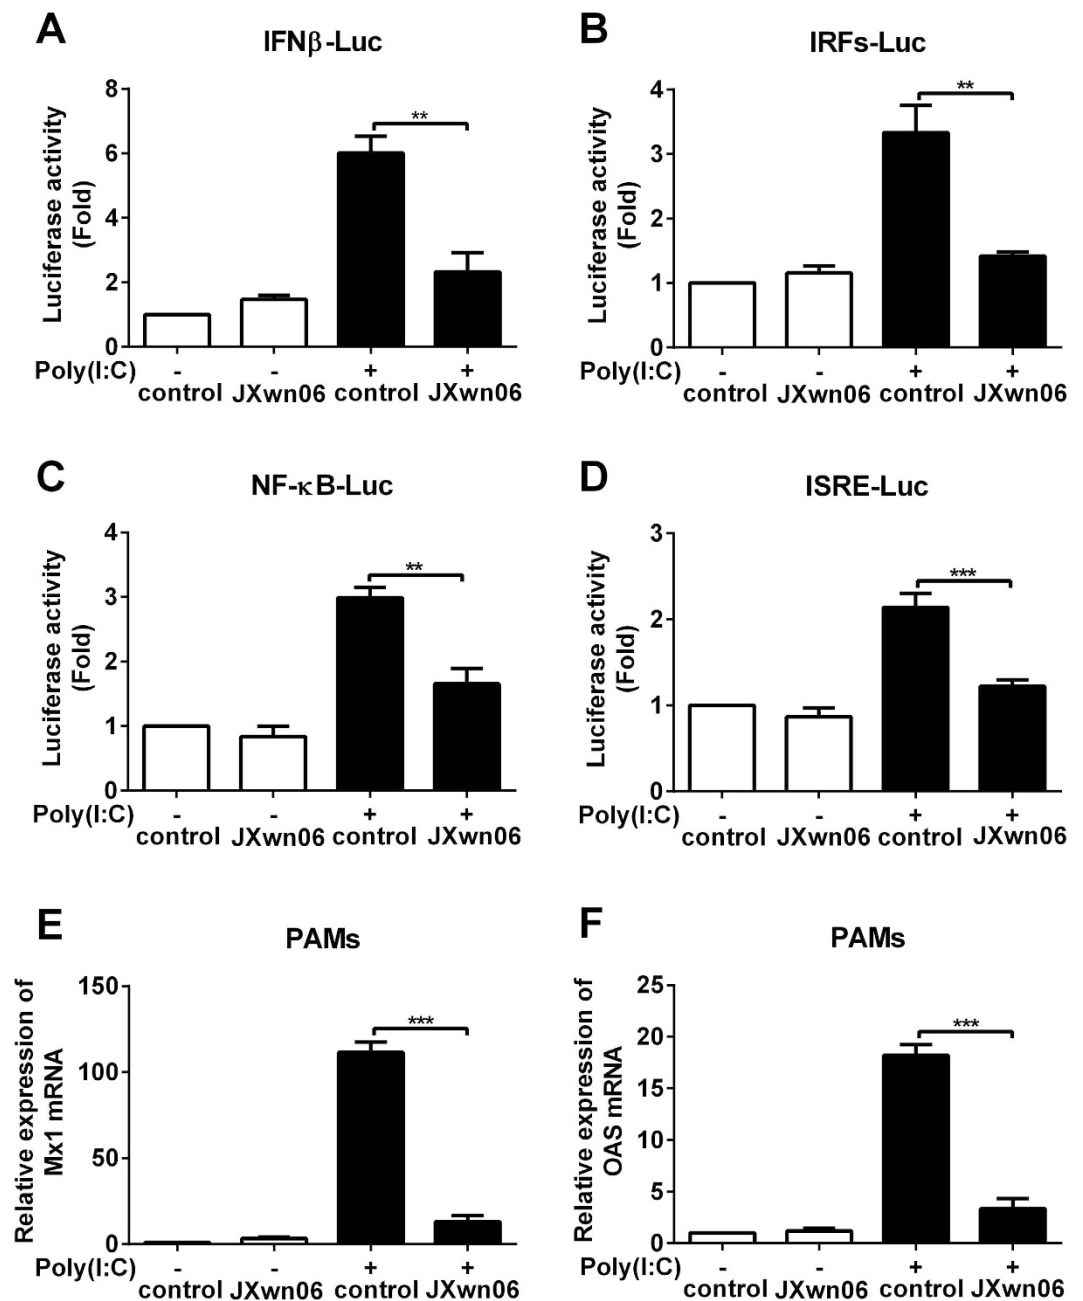 A
IFNβ-Luc
Luciferase activity
(Fold)
8
6
4
2
0
**
Poly(I:C) - - + +
control JXwn06 control JXwn06
B
IRFs-Luc
Luciferase activity
(Fold)
4
3
2
1
0
**
Poly(I:C) - - + +
control JXwn06 control JXwn06
C
NF-κB-Luc
Luciferase activity
(Fold)
4
3
2
1
0
**
Poly(I:C) - - + +
control JXwn06 control JXwn06
D
ISRE-Luc
Luciferase activity
(Fold)
3
2
1
0
***
Poly(I:C) - - + +
control JXwn06 control JXwn06
E
PAMs
Relative expression of
Mx1 mRNA
150
100
50
0
***
Poly(I:C) - - + +
control JXwn06 control JXwn06
F
PAMs
Relative expression of
OAS mRNA
25
20
15
10
5
0
***
Poly(I:C) - - + +
control JXwn06 control JXwn06